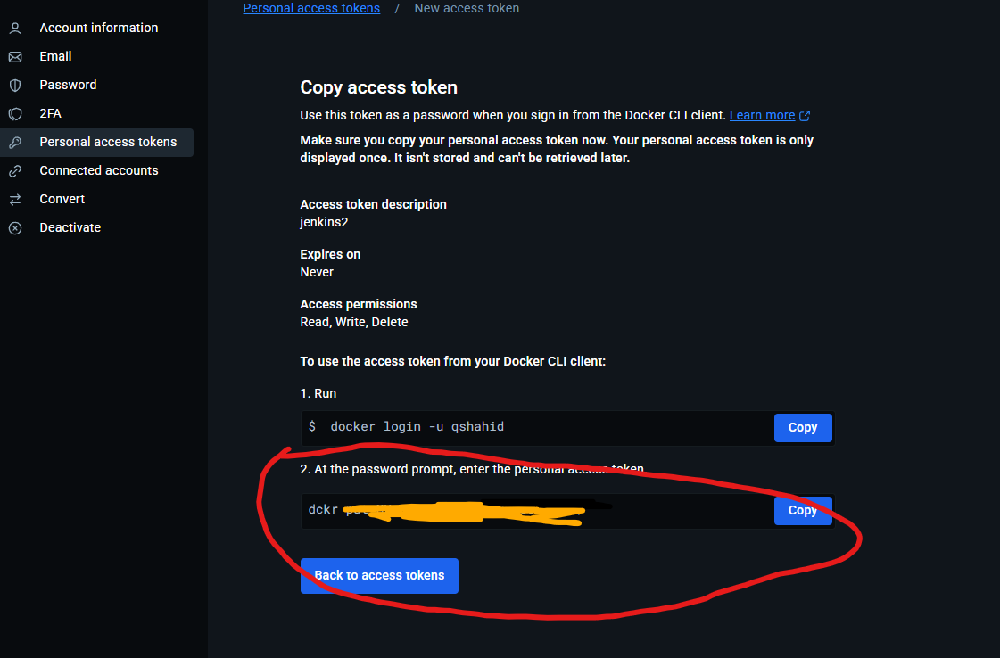 Personal access tokens / New access token
Account information
Email
Password
2FA
Personal access tokens
Connected accounts
Convert
Deactivate
Copy access token
Use this token as a password when you sign in from the Docker CLI client. Learn more
Make sure you copy your personal access token now. Your personal access token is only
displayed once. It isn't stored and can't be retrieved later.
Access token description
jenkins2
Expires on
Never
Access permissions
Read, Write, Delete
To use the access token from your Docker CLI client:
1. Run
$ docker login -u qshahid
Copy
2. At the password prompt, enter the personal access token
Copy
Back to access tokens